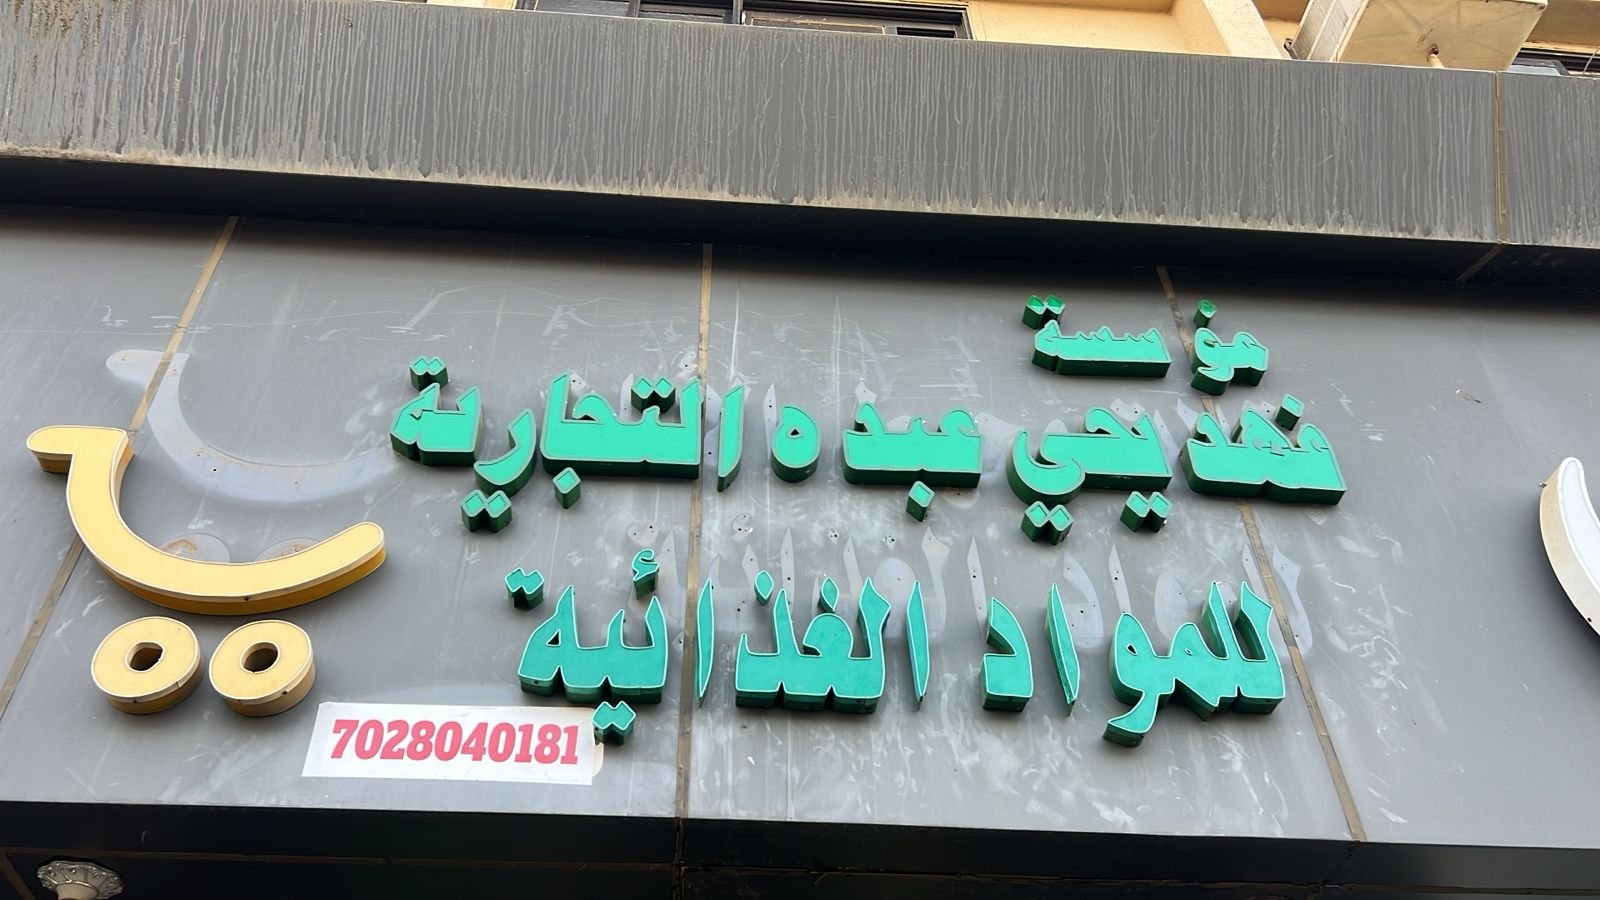 مؤسسة
فهد يحي عبده التجارية
للمواد الغذائية
7028040181